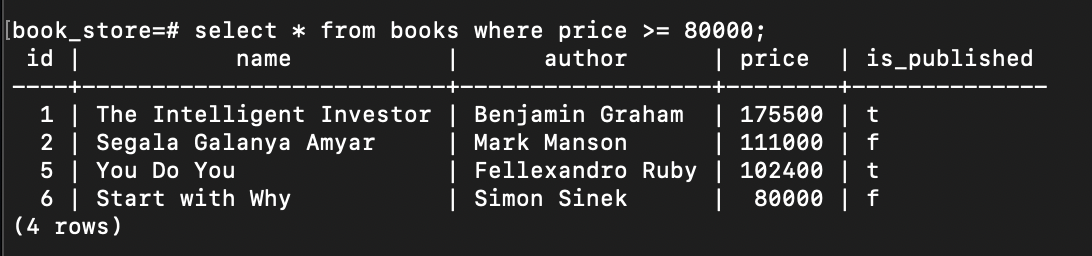 [book_store=# select * from books where price >= 80000;
 id |           name           |      author      | price  | is_published
----+--------------------------+------------------+--------+--------------
  1 | The Intelligent Investor | Benjamin Graham  | 175500 | t
  2 | Segala Galanya Amyar     | Mark Manson      | 111000 | f
  5 | You Do You               | Fellexandro Ruby | 102400 | t
  6 | Start with Why           | Simon Sinek      |  80000 | f
(4 rows)